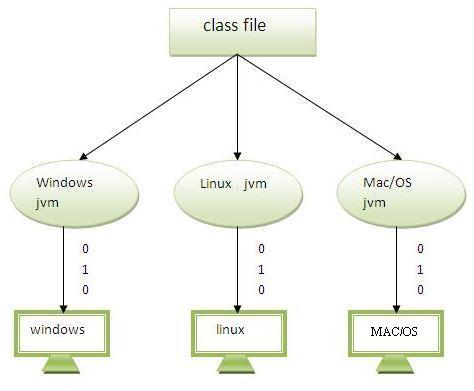 class file
Windows
jvm
Linux jvm
Mac/OS
jvm
0
1
0
0
1
0
0
1
0
windows
linux
MAC/OS